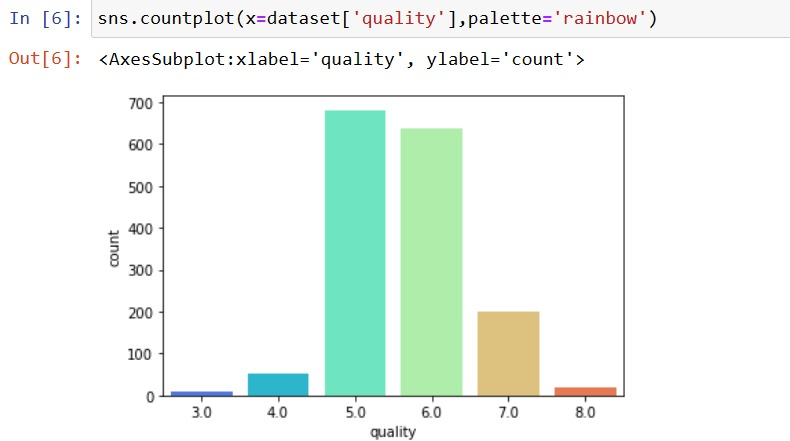 In [6]: sns.countplot(x=dataset['quality'],palette='rainbow')
Out[6]: <AxesSubplot:xlabel='quality', ylabel='count'>
700
600
500
400
300
200
100
0
count
3.0 4.0 5.0 6.0 7.0 8.0
quality